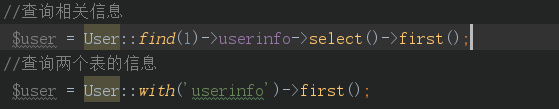 //查询相关信息
$user = User::find(1)->userinfo->select()->first();
//查询两个表的信息
$user = User::with('userinfo')->first();